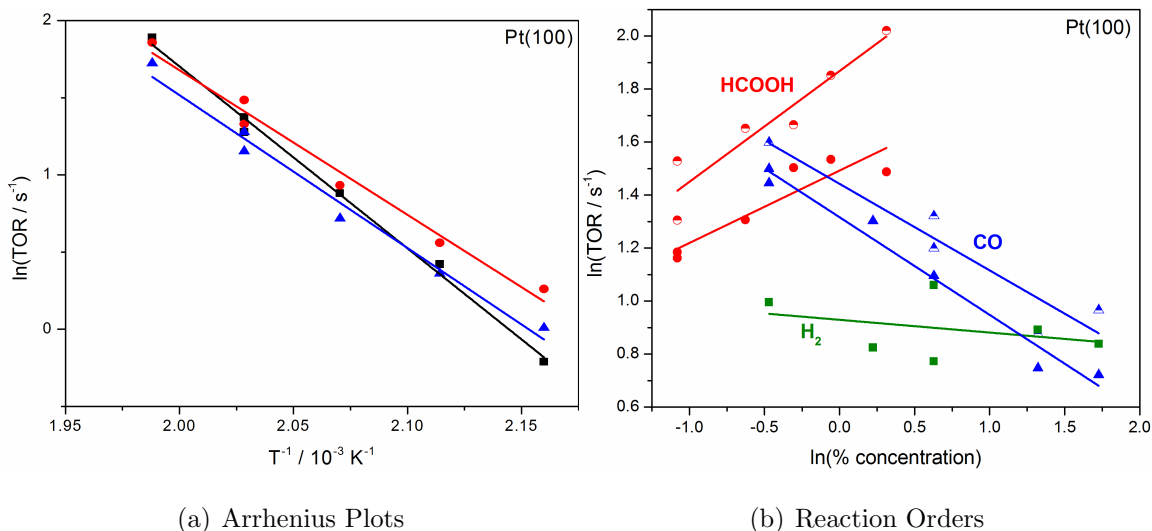 2
1
0
ln(TOR / s⁻¹)
Pt(100)
1.95
2.00
2.05
2.10
2.15
T⁻¹ / 10⁻³ K⁻¹
(a) Arrhenius Plots
2.0
1.8
1.6
1.4
1.2
1.0
0.8
0.6
ln(TOR / s⁻¹)
Pt(100)
HCOOH
CO
H₂
-1.0
-0.5
0.0
0.5
1.0
1.5
2.0
ln(% concentration)
(b) Reaction Orders